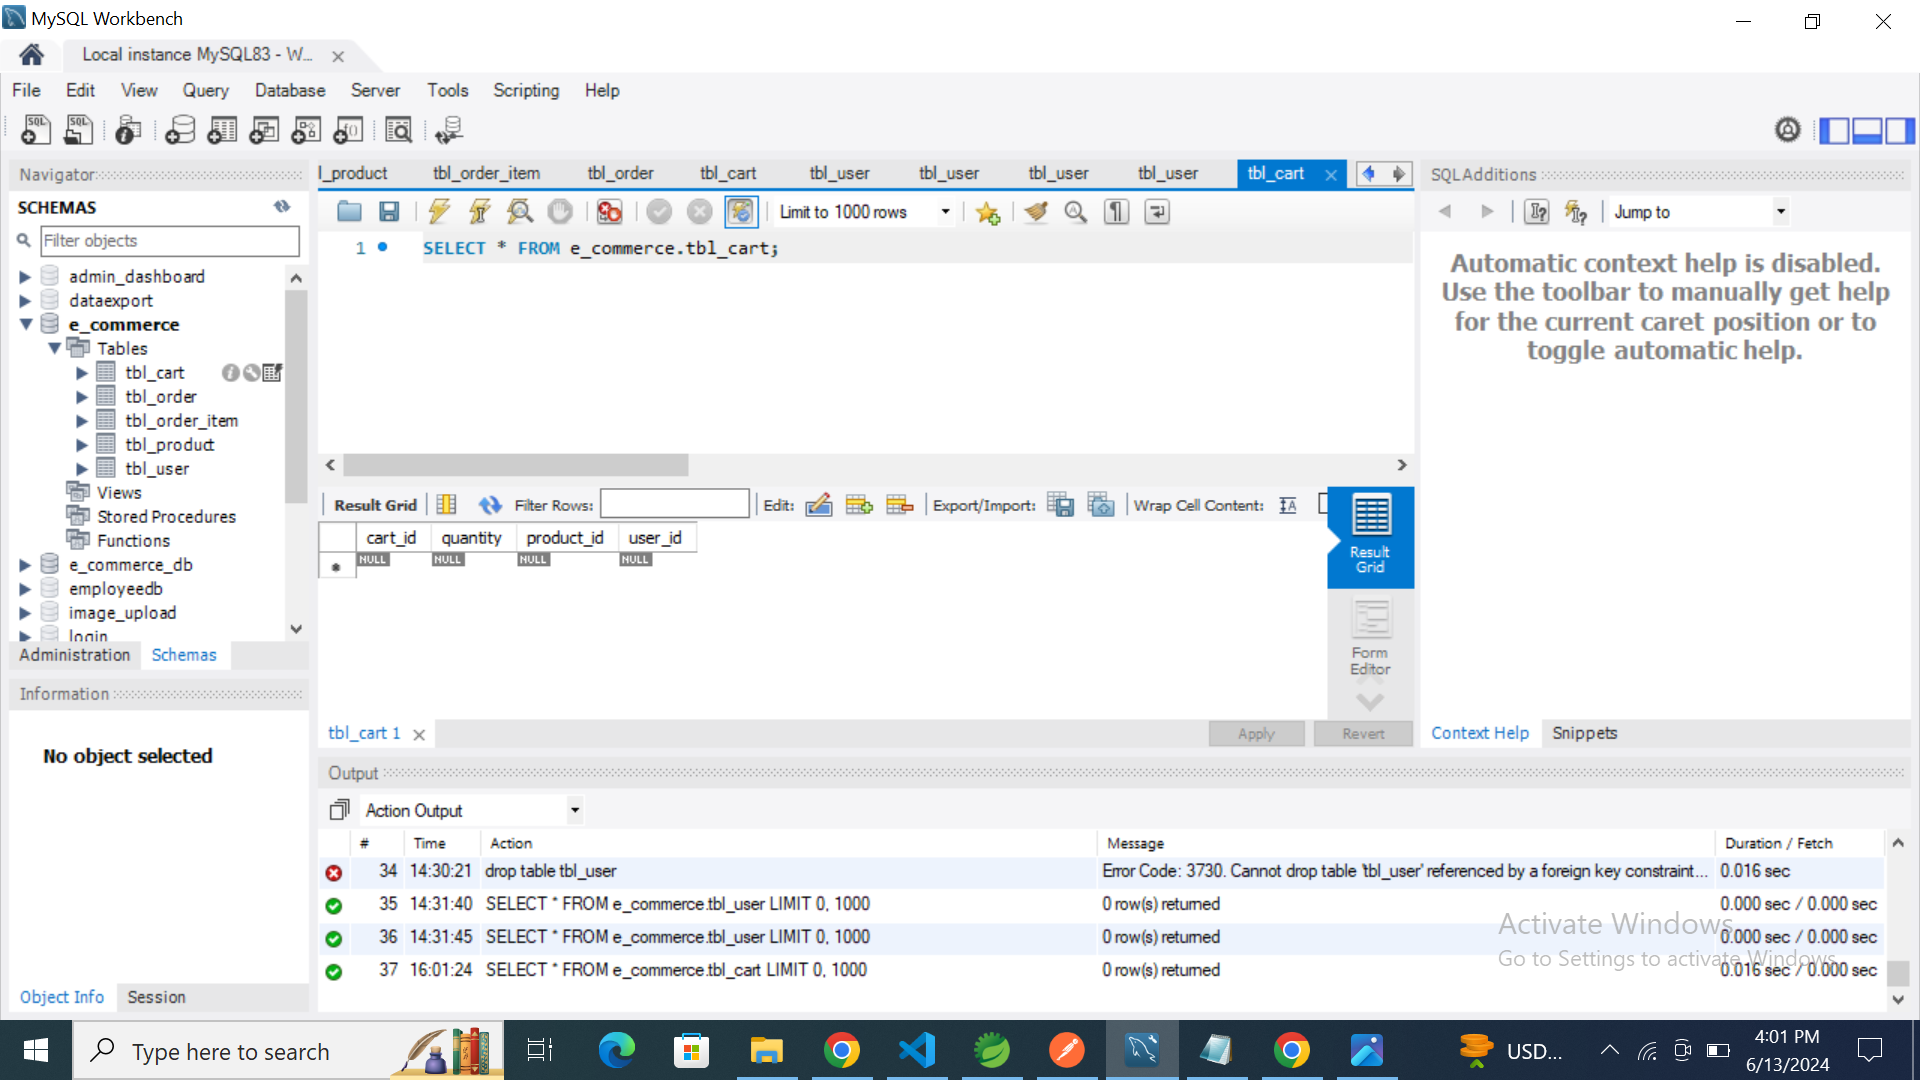 MySQL Workbench
Local instance MySQL83 - W...
File Edit View Query Database Server Tools Scripting Help
Navigator
SCHEMAS
Filter objects
admin_dashboard
dataexport
e_commerce
Tables
tbl_cart
tbl_order
tbl_order_item
tbl_product
tbl_user
Views
Stored Procedures
Functions
e_commerce_db
employeedb
image_upload
login
Administration Schemas
Information
No object selected
Object Info Session
l_product tbl_order_item tbl_order tbl_cart tbl_user tbl_user tbl_user tbl_user tbl_cart
Limit to 1000 rows
1 SELECT * FROM e_commerce.tbl_cart;
Result Grid Filter Rows: Edit: Export/Import: Wrap Cell Content:
cart_id quantity product_id user_id
NULL NULL NULL NULL
Result
Grid
Form
Editor
tbl_cart 1
Apply Revert
SQLAdditions
Jump to
Automatic context help is disabled.
Use the toolbar to manually get help
for the current caret position or to
toggle automatic help.
Context Help Snippets
Output
Action Output
# Time Action Message Duration / Fetch
34 14:30:21 drop table tbl_user Error Code: 3730. Cannot drop table 'tbl_user' referenced by a foreign key constraint... 0.016 sec
35 14:31:40 SELECT * FROM e_commerce.tbl_user LIMIT 0, 1000 0 row(s) returned 0.000 sec / 0.000 sec
36 14:31:45 SELECT * FROM e_commerce.tbl_user LIMIT 0, 1000 0 row(s) returned 0.000 sec / 0.000 sec
37 16:01:24 SELECT * FROM e_commerce.tbl_cart LIMIT 0, 1000 0 row(s) returned 0.016 sec / 0.000 sec
Activate Windows
Go to Settings to activate Windows.
Type here to search
USD...
4:01 PM
6/13/2024